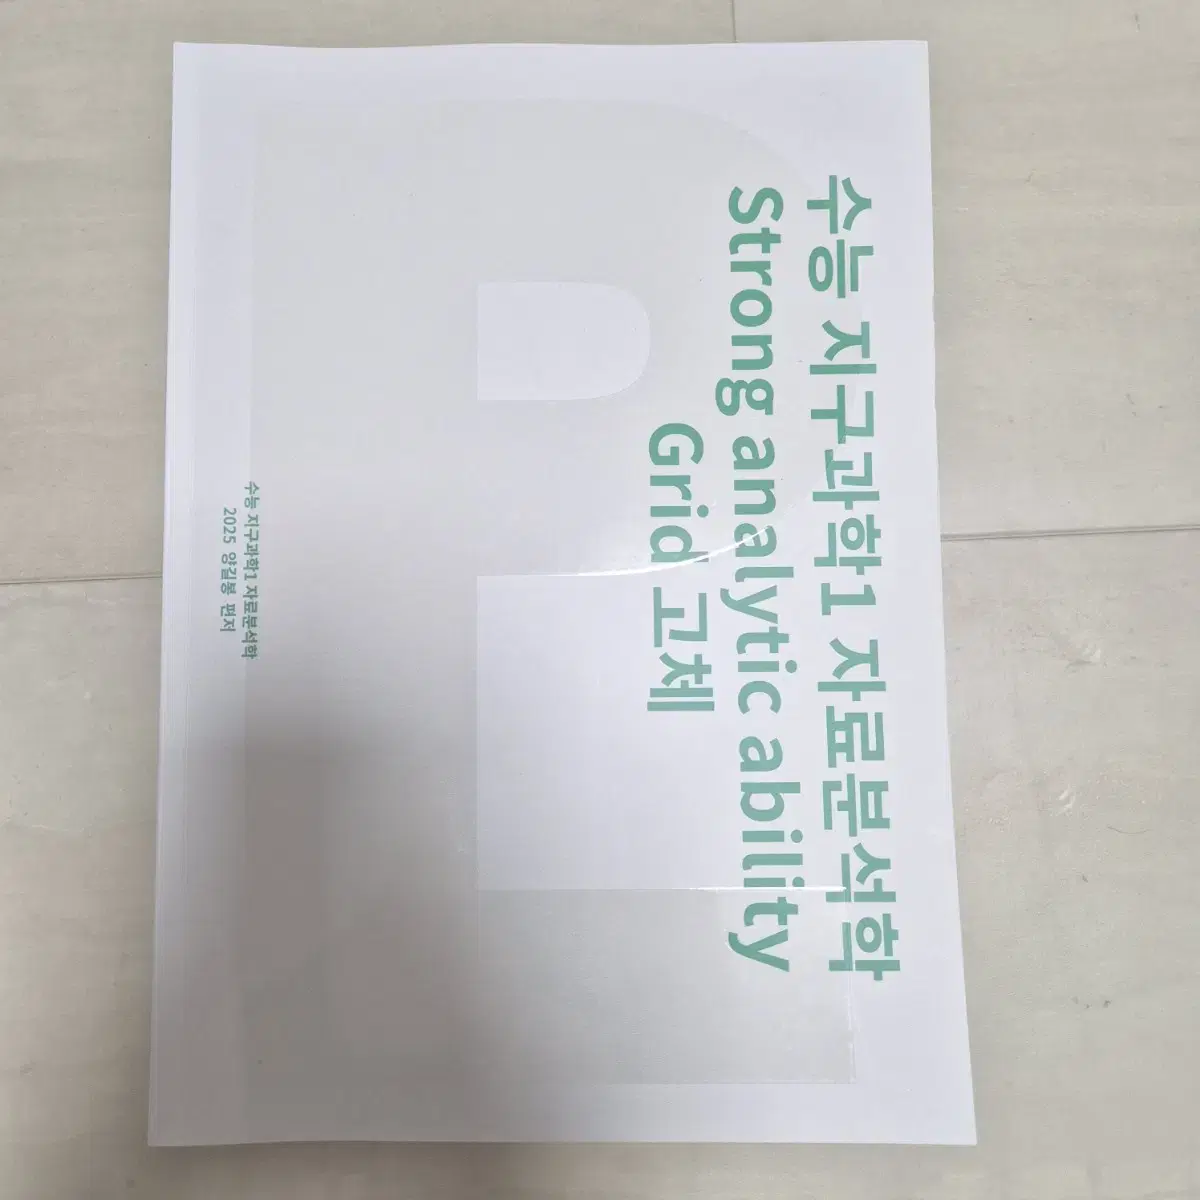 수능 지구과학1 자료분석학
Strong analytic ability
Grid 고체
수능 지구과학1 자료분석학
2025 양길봉 편저